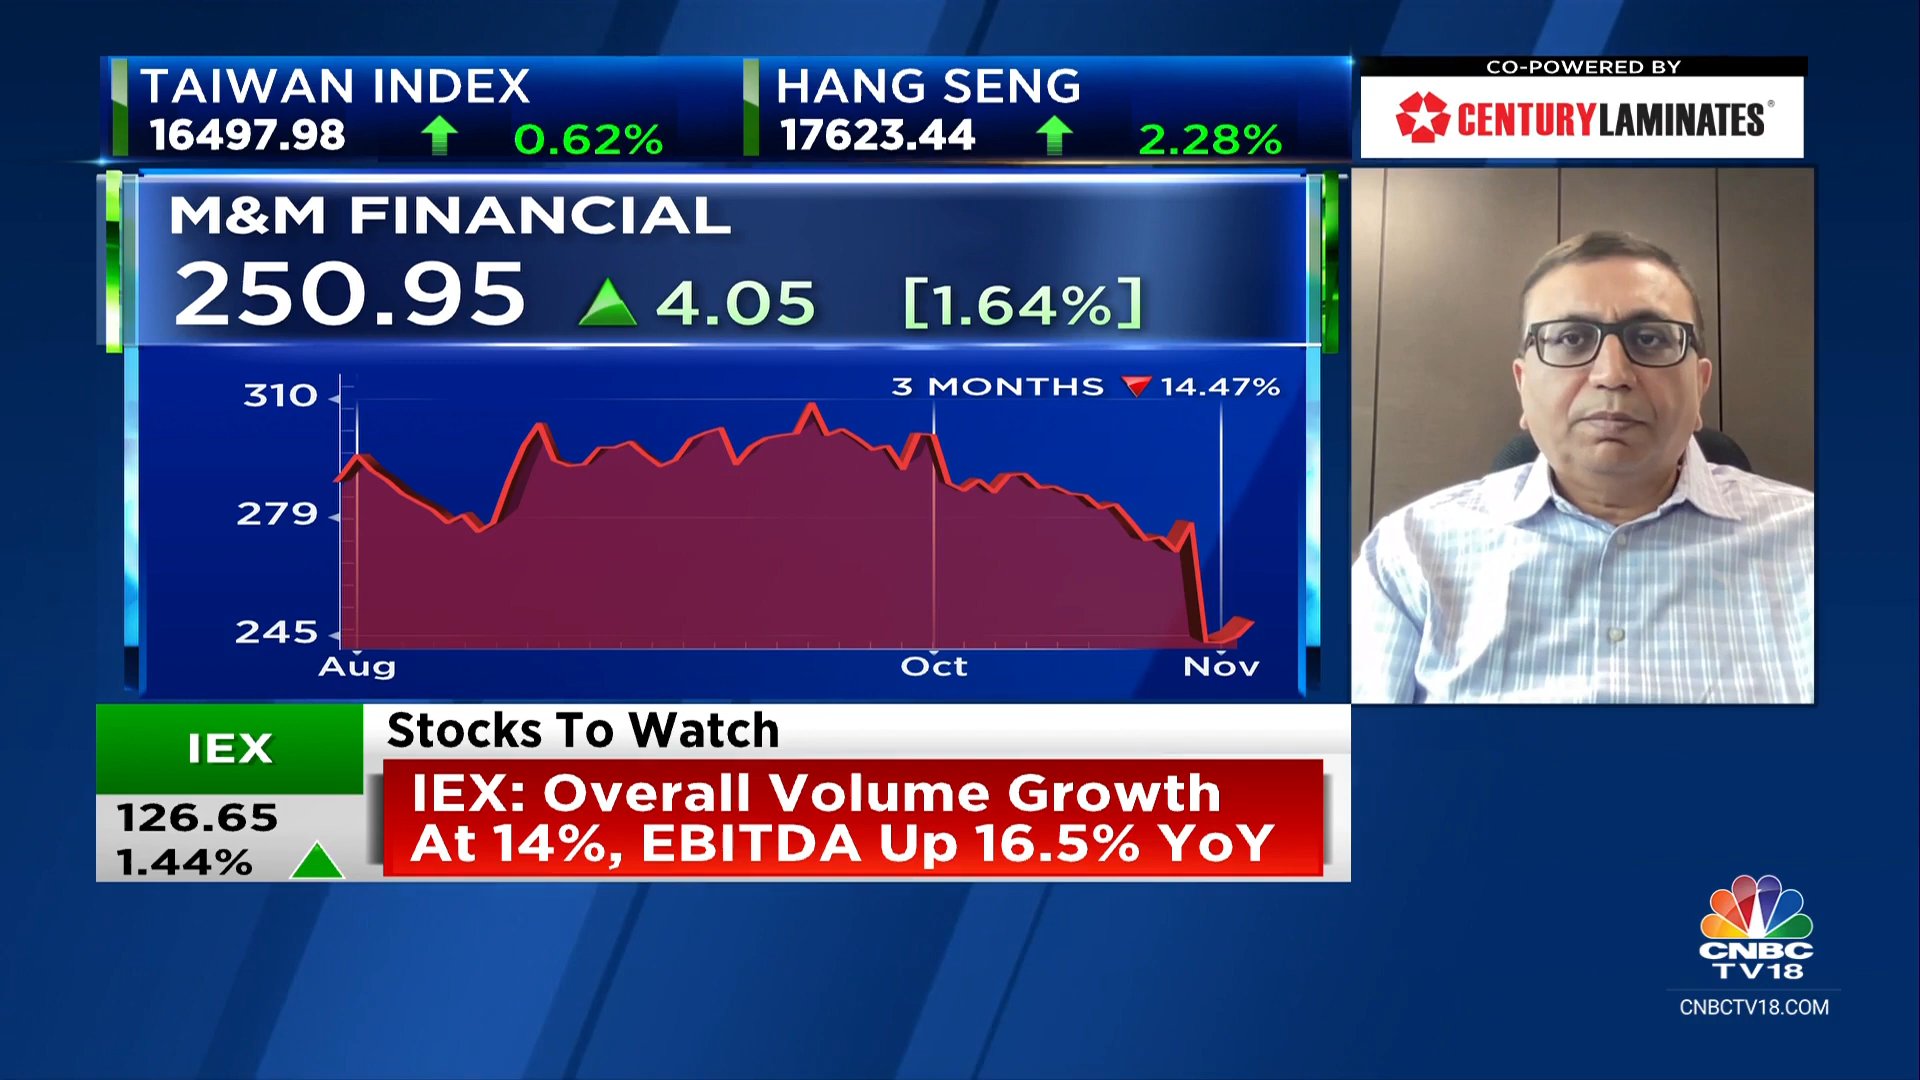 TAIWAN INDEX
16497.98 0.62%
HANG SENG
17623.44 2.28%
CO-POWERED BY
CENTURYLAMINATES®
M&M FINANCIAL
250.95 4.05 [1.64%]
3 MONTHS 14.47%
310
279
245
Aug Oct Nov
IEX
126.65
1.44%
Stocks To Watch
IEX: Overall Volume Growth
At 14%, EBITDA Up 16.5% YoY
CNBC
TV18
CNBCTV18.COM